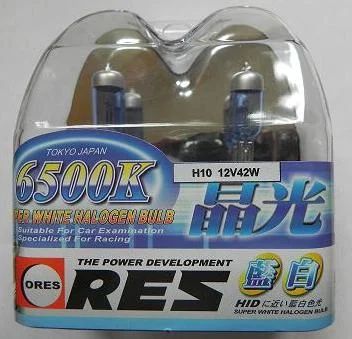 TOKYO JAPAN
6500K
H10 12V42W
SUPER WHITE HALOGEN BULB
晶光
Suitable For Car Examination
Specialized For Racing
THE POWER DEVELOPMENT
ORES
RES
藍白
HIDに近い藍白色光
SUPER WHITE HALOGEN BULB